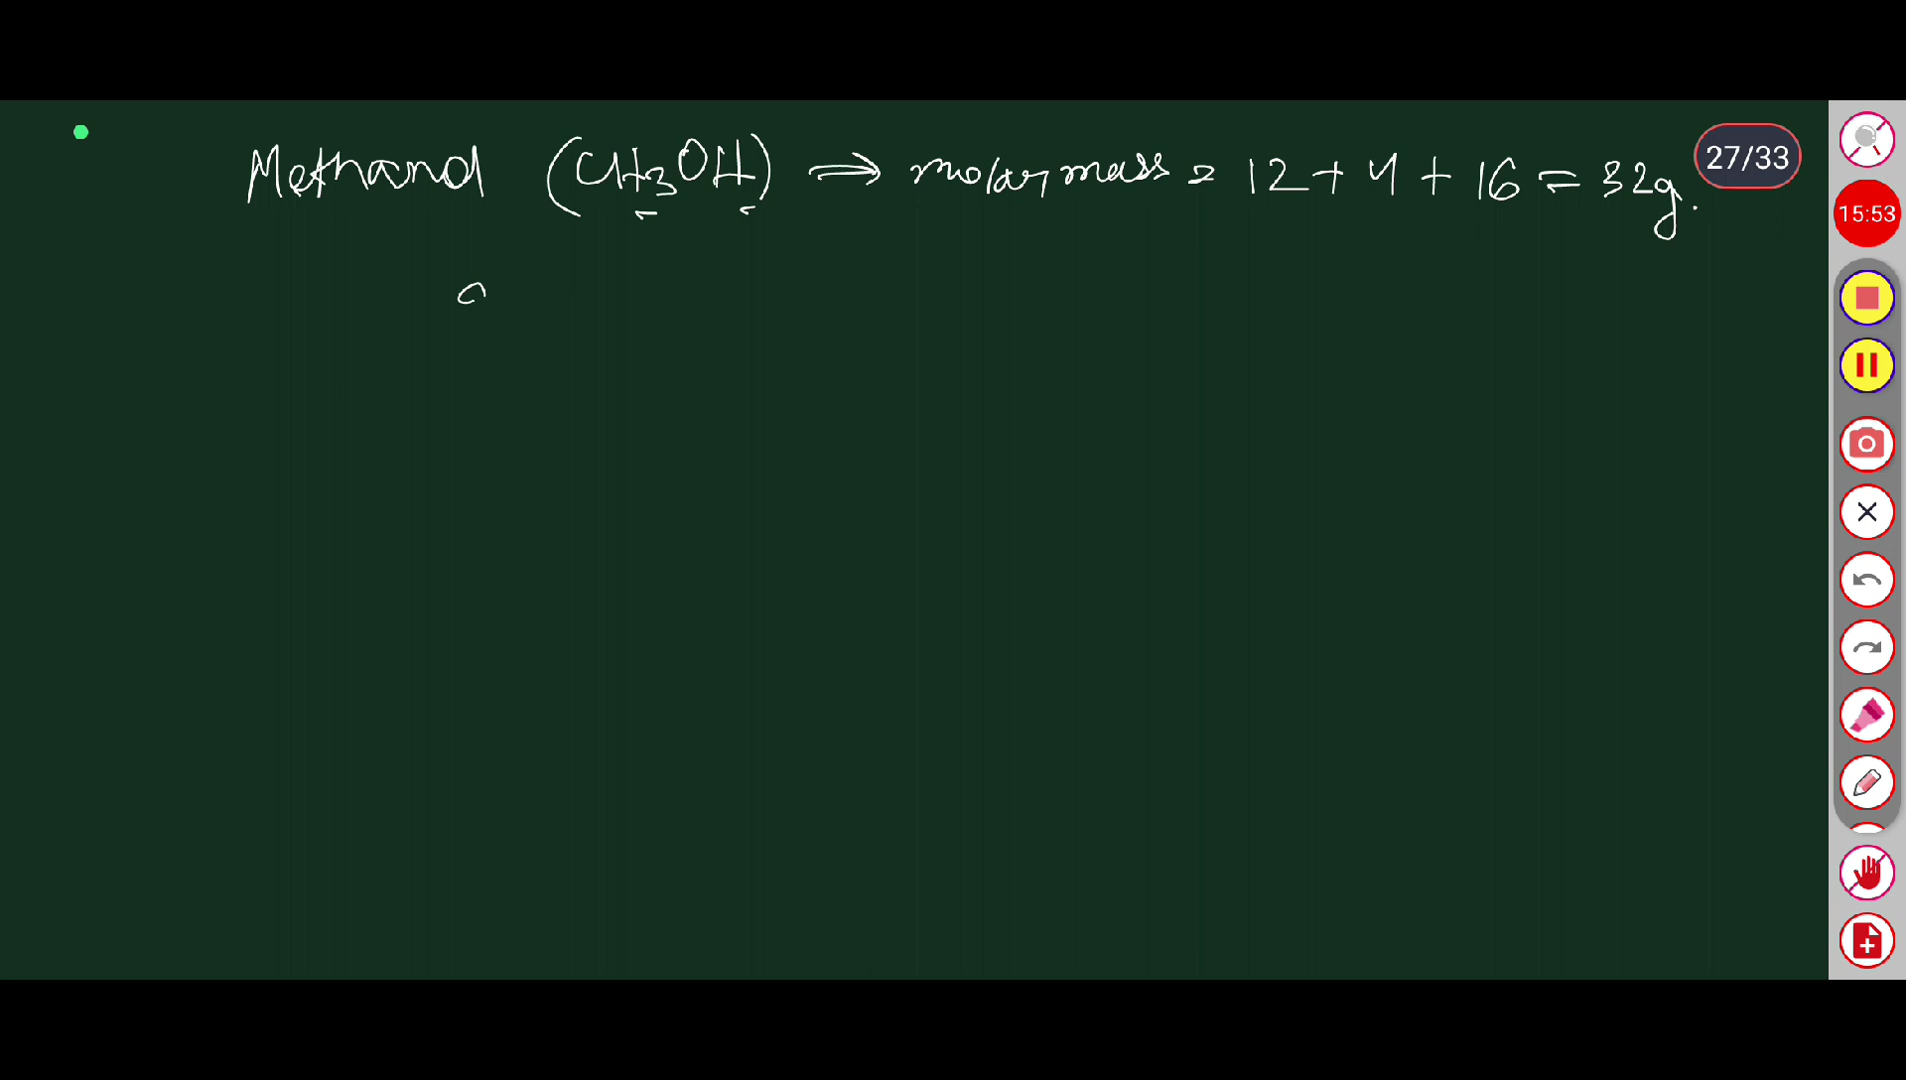 Methanol (CH3OH) ⇒ molar mass = 12 + 4 + 16 = 32g.
27/33
15:53